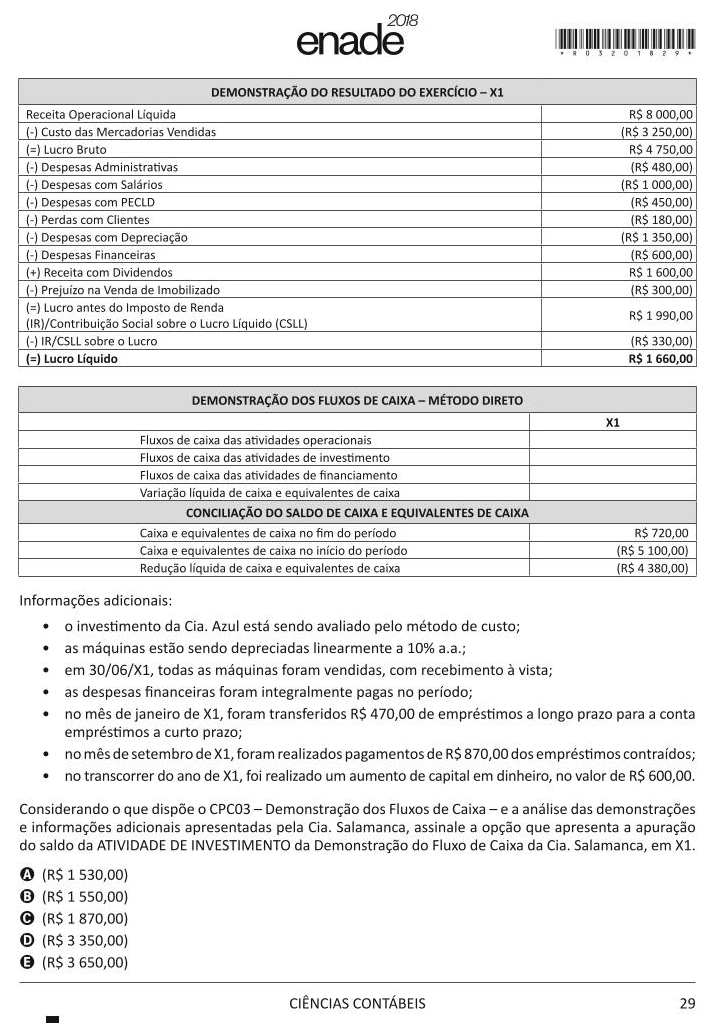 enade2018
*R0320182 9*
DEMONSTRAÇÃO DO RESULTADO DO EXERCÍCIO – X1
Receita Operacional Líquida R$ 8 000,00
(-) Custo das Mercadorias Vendidas (R$ 3 250,00)
(=) Lucro Bruto R$ 4 750,00
(-) Despesas Administrativas (R$ 480,00)
(-) Despesas com Salários (R$ 1 000,00)
(-) Despesas com PECLD (R$ 450,00)
(-) Perdas com Clientes (R$ 180,00)
(-) Despesas com Depreciação (R$ 1 350,00)
(-) Despesas Financeiras (R$ 600,00)
(+) Receita com Dividendos R$ 1 600,00
(-) Prejuízo na Venda de Imobilizado (R$ 300,00)
(=) Lucro antes do Imposto de Renda
(IR)/Contribuição Social sobre o Lucro Líquido (CSLL) R$ 1 990,00
(-) IR/CSLL sobre o Lucro (R$ 330,00)
(=) Lucro Líquido R$ 1 660,00
DEMONSTRAÇÃO DOS FLUXOS DE CAIXA – MÉTODO DIRETO
X1
Fluxos de caixa das atividades operacionais
Fluxos de caixa das atividades de investimento
Fluxos de caixa das atividades de financiamento
Variação líquida de caixa e equivalentes de caixa
CONCILIAÇÃO DO SALDO DE CAIXA E EQUIVALENTES DE CAIXA
Caixa e equivalentes de caixa no fim do período R$ 720,00
Caixa e equivalentes de caixa no início do período (R$ 5 100,00)
Redução líquida de caixa e equivalentes de caixa (R$ 4 380,00)
Informações adicionais:
• o investimento da Cia. Azul está sendo avaliado pelo método de custo;
• as máquinas estão sendo depreciadas linearmente a 10% a.a.;
• em 30/06/X1, todas as máquinas foram vendidas, com recebimento à vista;
• as despesas financeiras foram integralmente pagas no período;
• no mês de janeiro de X1, foram transferidos R$ 470,00 de empréstimos a longo prazo para a conta
empréstimos a curto prazo;
• no mês de setembro de X1, foram realizados pagamentos de R$ 870,00 dos empréstimos contraídos;
• no transcorrer do ano de X1, foi realizado um aumento de capital em dinheiro, no valor de R$ 600,00.
Considerando o que dispõe o CPC03 – Demonstração dos Fluxos de Caixa – e a análise das demonstrações
e informações adicionais apresentadas pela Cia. Salamanca, assinale a opção que apresenta a apuração
do saldo da ATIVIDADE DE INVESTIMENTO da Demonstração do Fluxo de Caixa da Cia. Salamanca, em X1.
A (R$ 1 530,00)
B (R$ 1 550,00)
C (R$ 1 870,00)
D (R$ 3 350,00)
E (R$ 3 650,00)
CIÊNCIAS CONTÁBEIS 29